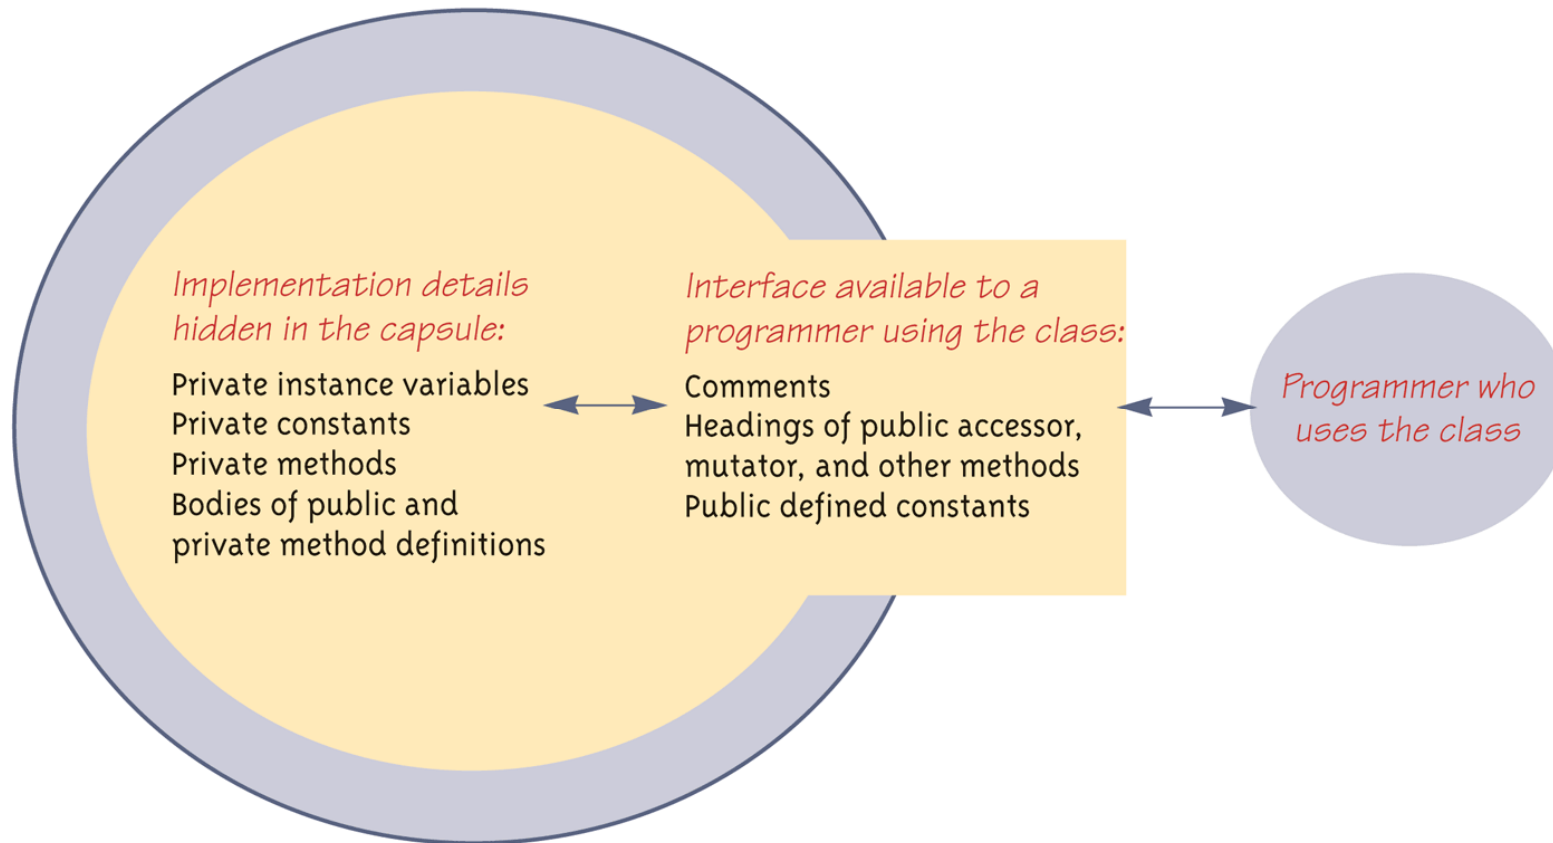 Implementation details
hidden in the capsule:
Private instance variables
Private constants
Private methods
Bodies of public and
private method definitions
Interface available to a
programmer using the class:
Comments
Headings of public accessor,
mutator, and other methods
Public defined constants
Programmer who
uses the class